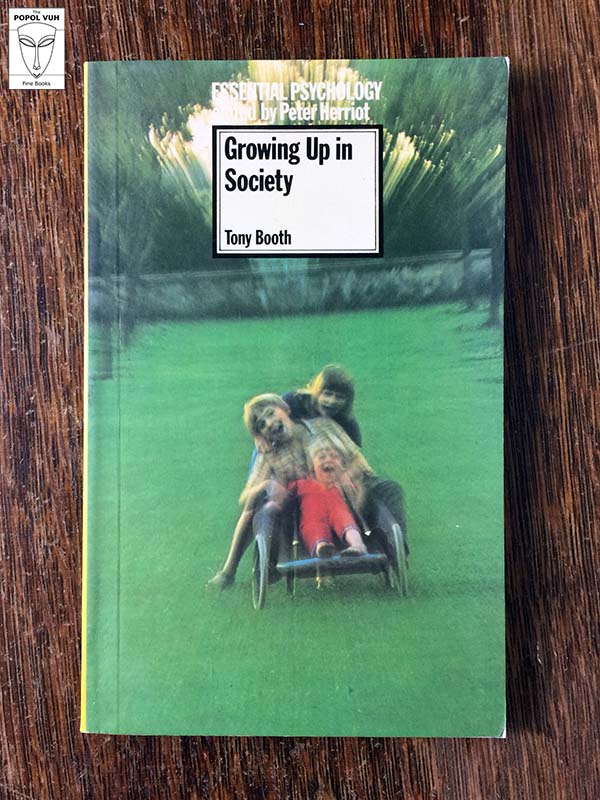 The
POPOL VUH
Fine Books
ESSENTIAL PSYCHOLOGY
edited by Peter Herriot
Growing Up in
Society
Tony Booth